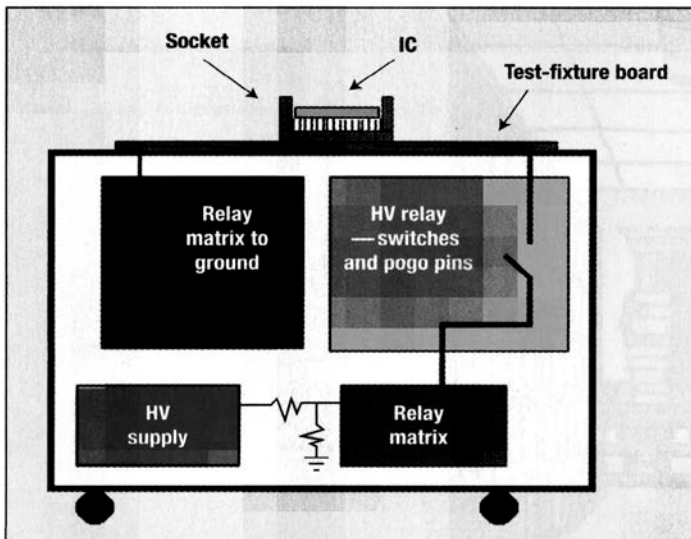 Socket
IC
Test-fixture board
Relay
matrix to
ground
HV relay
—switches
and pogo pins
HV
supply
Relay
matrix